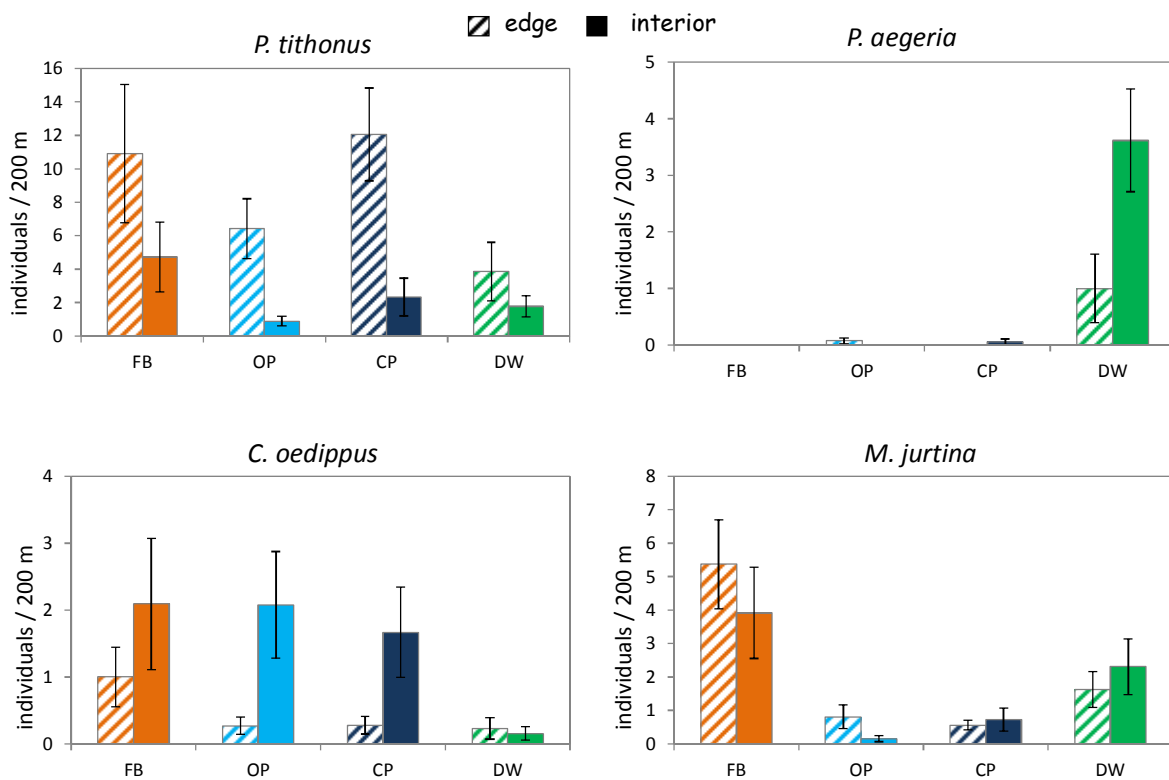 edge interior
P. tithonus
individuals / 200 m
16
14
12
10
8
6
4
2
0
FB OP CP DW
P. aegeria
individuals / 200 m
5
4
3
2
1
0
FB OP CP DW
C. oedippus
individuals / 200 m
4
3
2
1
0
FB OP CP DW
M. jurtina
individuals / 200 m
8
7
6
5
4
3
2
1
0
FB OP CP DW